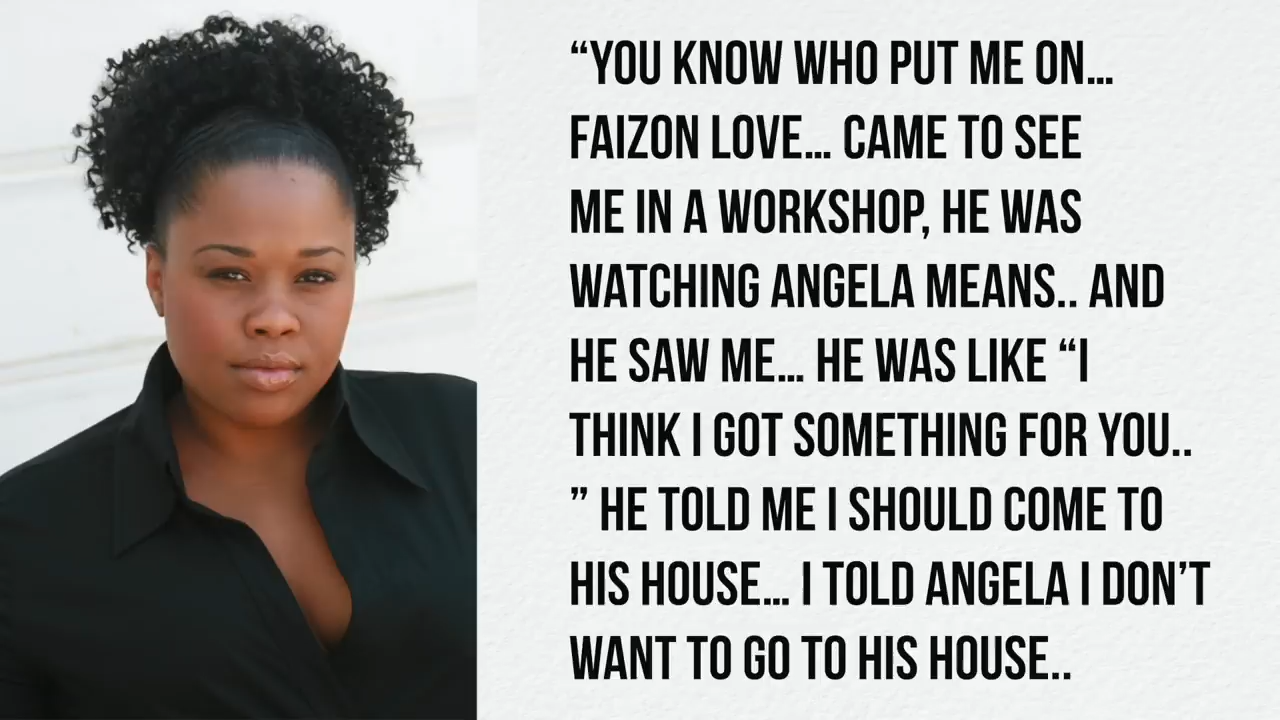 “YOU KNOW WHO PUT ME ON...
FAIZON LOVE... CAME TO SEE
ME IN A WORKSHOP, HE WAS
WATCHING ANGELA MEANS.. AND
HE SAW ME... HE WAS LIKE “I
THINK I GOT SOMETHING FOR YOU..
” HE TOLD ME I SHOULD COME TO
HIS HOUSE... I TOLD ANGELA I DON’T
WANT TO GO TO HIS HOUSE..